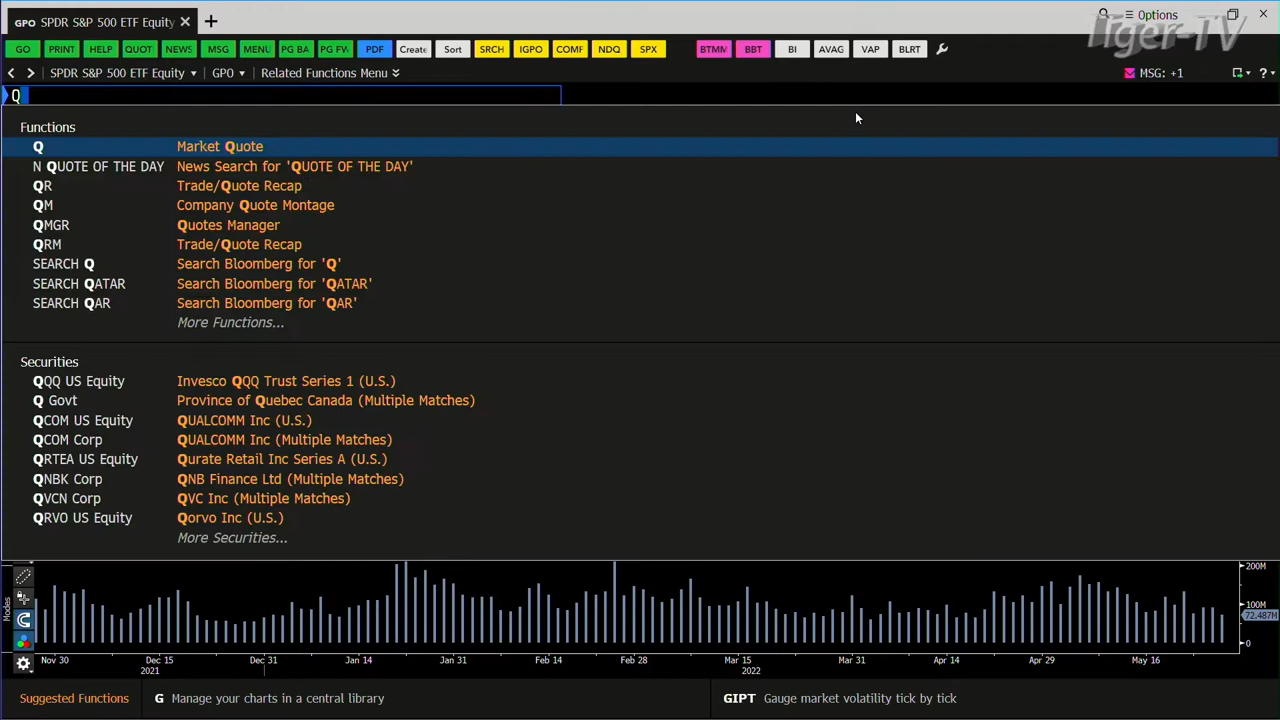 GPO SPDR S&P 500 ETF Equity
Options
Tiger-TV
GO PRINT HELP QUOT NEWS MSG MENU PG BA PG FW PDF Create Sort SRCH IGPO COMF NDQ SPX BTMM BBT BI AVAG VAP BLRT
SPDR S&P 500 ETF Equity GPO Related Functions Menu MSG: +1 ?
Q
Functions
Q Market Quote
N QUOTE OF THE DAY News Search for 'QUOTE OF THE DAY'
QR Trade/Quote Recap
QM Company Quote Montage
QMGR Quotes Manager
QRM Trade/Quote Recap
SEARCH Q Search Bloomberg for 'Q'
SEARCH QATAR Search Bloomberg for 'QATAR'
SEARCH QAR Search Bloomberg for 'QAR'
More Functions...
Securities
QQQ US Equity Invesco QQQ Trust Series 1 (U.S.)
Q Govt Province of Quebec Canada (Multiple Matches)
QCOM US Equity QUALCOMM Inc (U.S.)
QCOM Corp QUALCOMM Inc (Multiple Matches)
QRTEA US Equity Qurate Retail Inc Series A (U.S.)
QNBK Corp QNB Finance Ltd (Multiple Matches)
QVCN Corp QVC Inc (Multiple Matches)
QRVO US Equity Qorvo Inc (U.S.)
More Securities...
Modes
200M
100M
72.487M
0
Nov 30 Dec 15 Dec 31 Jan 14 Jan 31 Feb 14 Feb 28 Mar 15 Mar 31 Apr 14 Apr 29 May 16
2021 2022
Suggested Functions G Manage your charts in a central library GIPT Gauge market volatility tick by tick